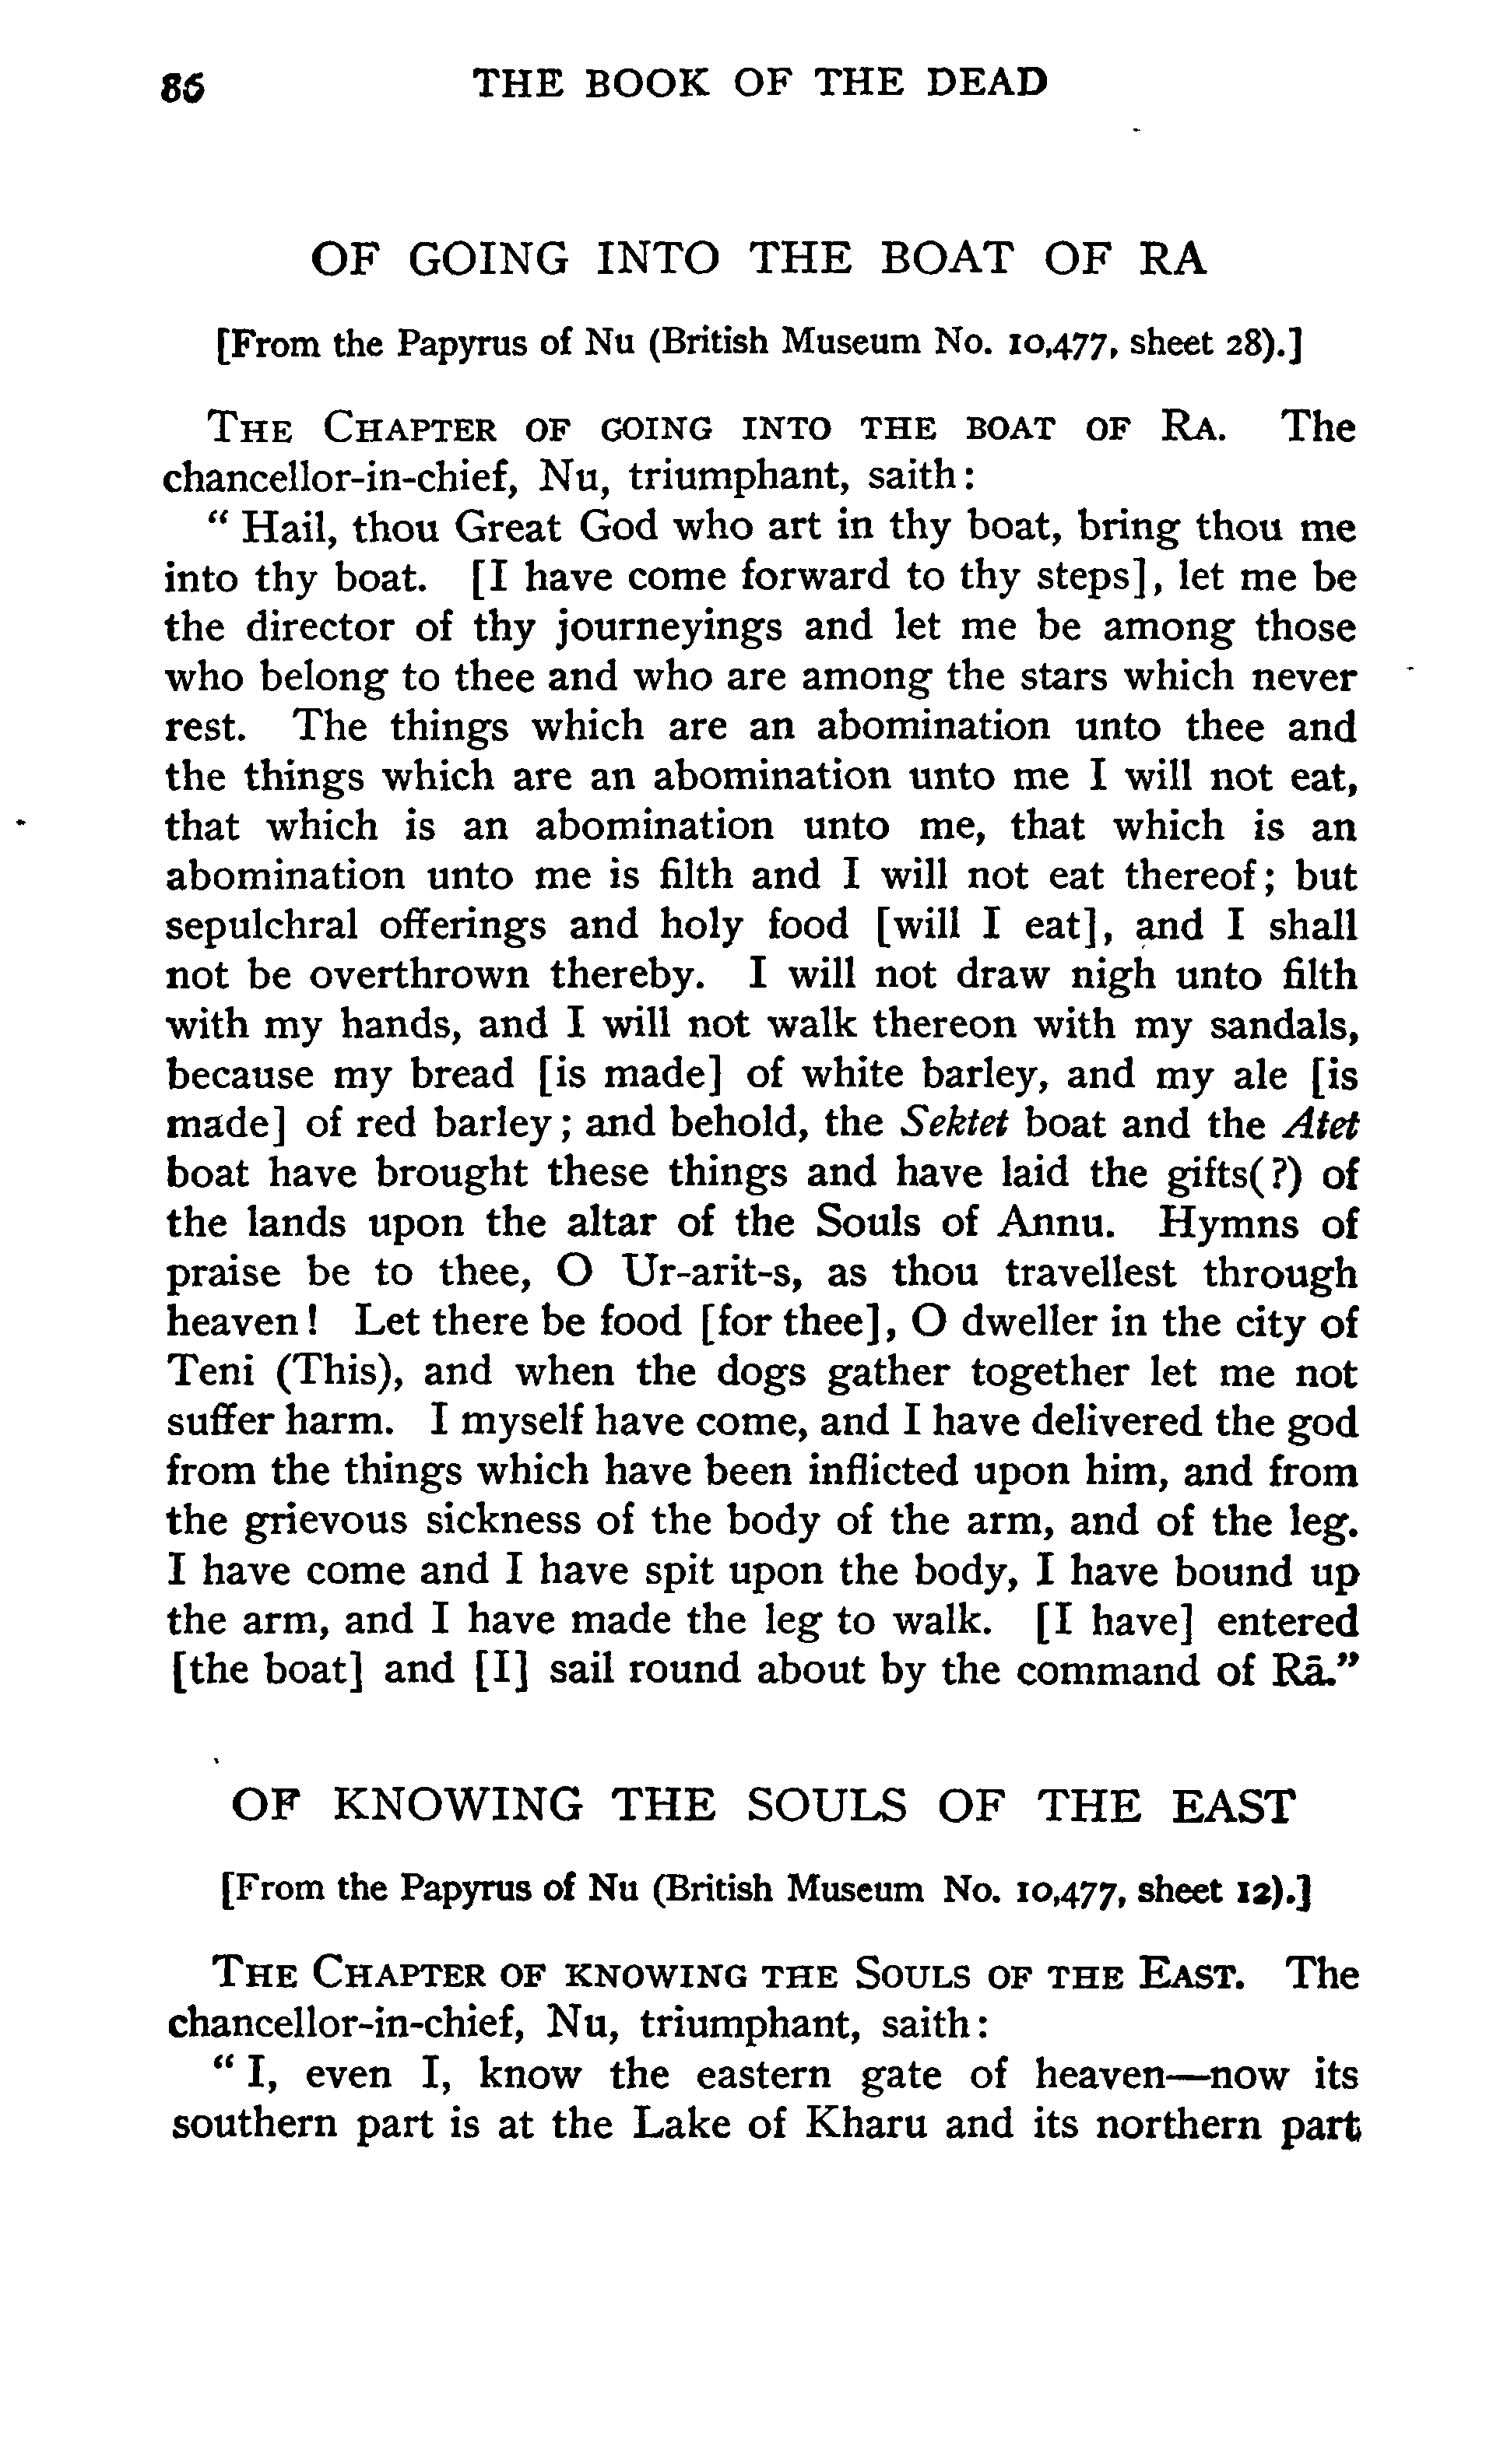 86 THE BOOK OF THE DEAD
OF GOING INTO THE BOAT OF RA
[From the Papyrus of Nu (British Museum No. 10,477, sheet 28).]
THE CHAPTER OF GOING INTO THE BOAT OF RA. The
chancellor-in-chief, Nu, triumphant, saith:
“ Hail, thou Great God who art in thy boat, bring thou me
into thy boat. [I have come forward to thy steps], let me be
the director of thy journeyings and let me be among those
who belong to thee and who are among the stars which never
rest. The things which are an abomination unto thee and
the things which are an abomination unto me I will not eat,
that which is an abomination unto me, that which is an
abomination unto me is filth and I will not eat thereof; but
sepulchral offerings and holy food [will I eat], and I shall
not be overthrown thereby. I will not draw nigh unto filth
with my hands, and I will not walk thereon with my sandals,
because my bread [is made] of white barley, and my ale [is
made] of red barley; and behold, the Sektet boat and the Atet
boat have brought these things and have laid the gifts(?) of
the lands upon the altar of the Souls of Annu. Hymns of
praise be to thee, O Ur-arit-s, as thou travellest through
heaven! Let there be food [for thee], O dweller in the city of
Teni (This), and when the dogs gather together let me not
suffer harm. I myself have come, and I have delivered the god
from the things which have been inflicted upon him, and from
the grievous sickness of the body of the arm, and of the leg.
I have come and I have spit upon the body, I have bound up
the arm, and I have made the leg to walk. [I have] entered
[the boat] and [I] sail round about by the command of Rā.”
OF KNOWING THE SOULS OF THE EAST
[From the Papyrus of Nu (British Museum No. 10,477, sheet 12).]
THE CHAPTER OF KNOWING THE SOULS OF THE EAST. The
chancellor-in-chief, Nu, triumphant, saith:
“ I, even I, know the eastern gate of heaven—now its
southern part is at the Lake of Kharu and its northern part